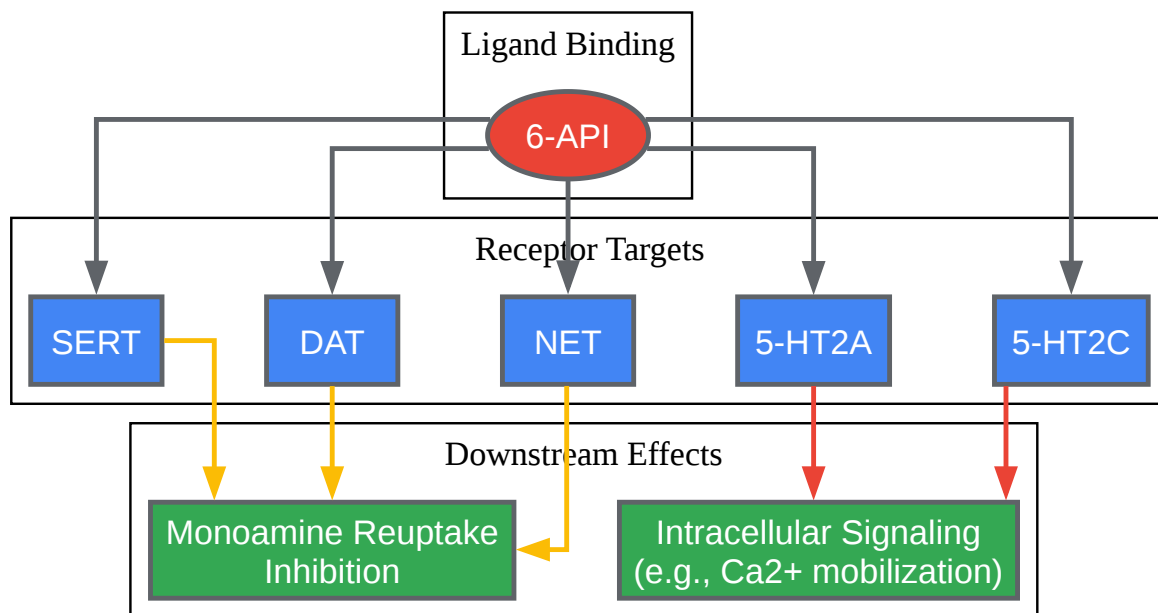 Ligand Binding
6-API
Receptor Targets
SERT
DAT
NET
5-HT2A
5-HT2C
Downstream Effects
Monoamine Reuptake
Inhibition
Intracellular Signaling
(e.g., Ca2+ mobilization)